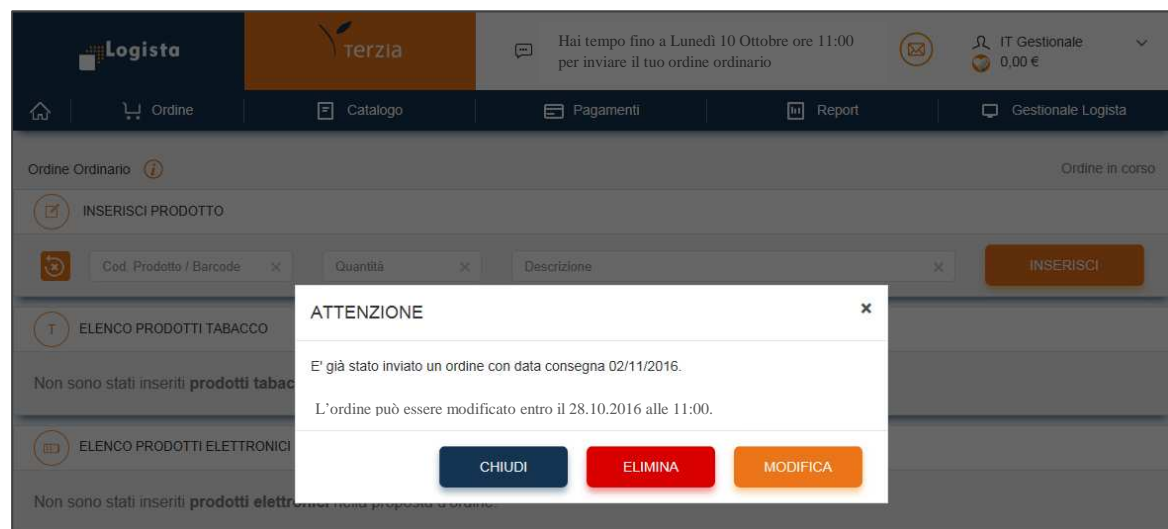 Logista
Terzia
Hai tempo fino a Lunedì 10 Ottobre ore 11:00
per inviare il tuo ordine ordinario
IT Gestionale
0,00 €
Ordine
Catalogo
Pagamenti
Report
Gestionale Logista
Ordine Ordinario i
Ordine in corso
INSERISCI PRODOTTO
Cod. Prodotto / Barcode
Quantità
Descrizione
INSERISCI
ATTENZIONE
E' già stato inviato un ordine con data consegna 02/11/2016.
L'ordine può essere modificato entro il 28.10.2016 alle 11:00.
CHIUDI
ELIMINA
MODIFICA
T ELENCO PRODOTTI TABACCO
Non sono stati inseriti prodotti tabac
ELENCO PRODOTTI ELETTRONICI
Non sono stati inseriti prodotti elettronici nella proposta d'ordine.